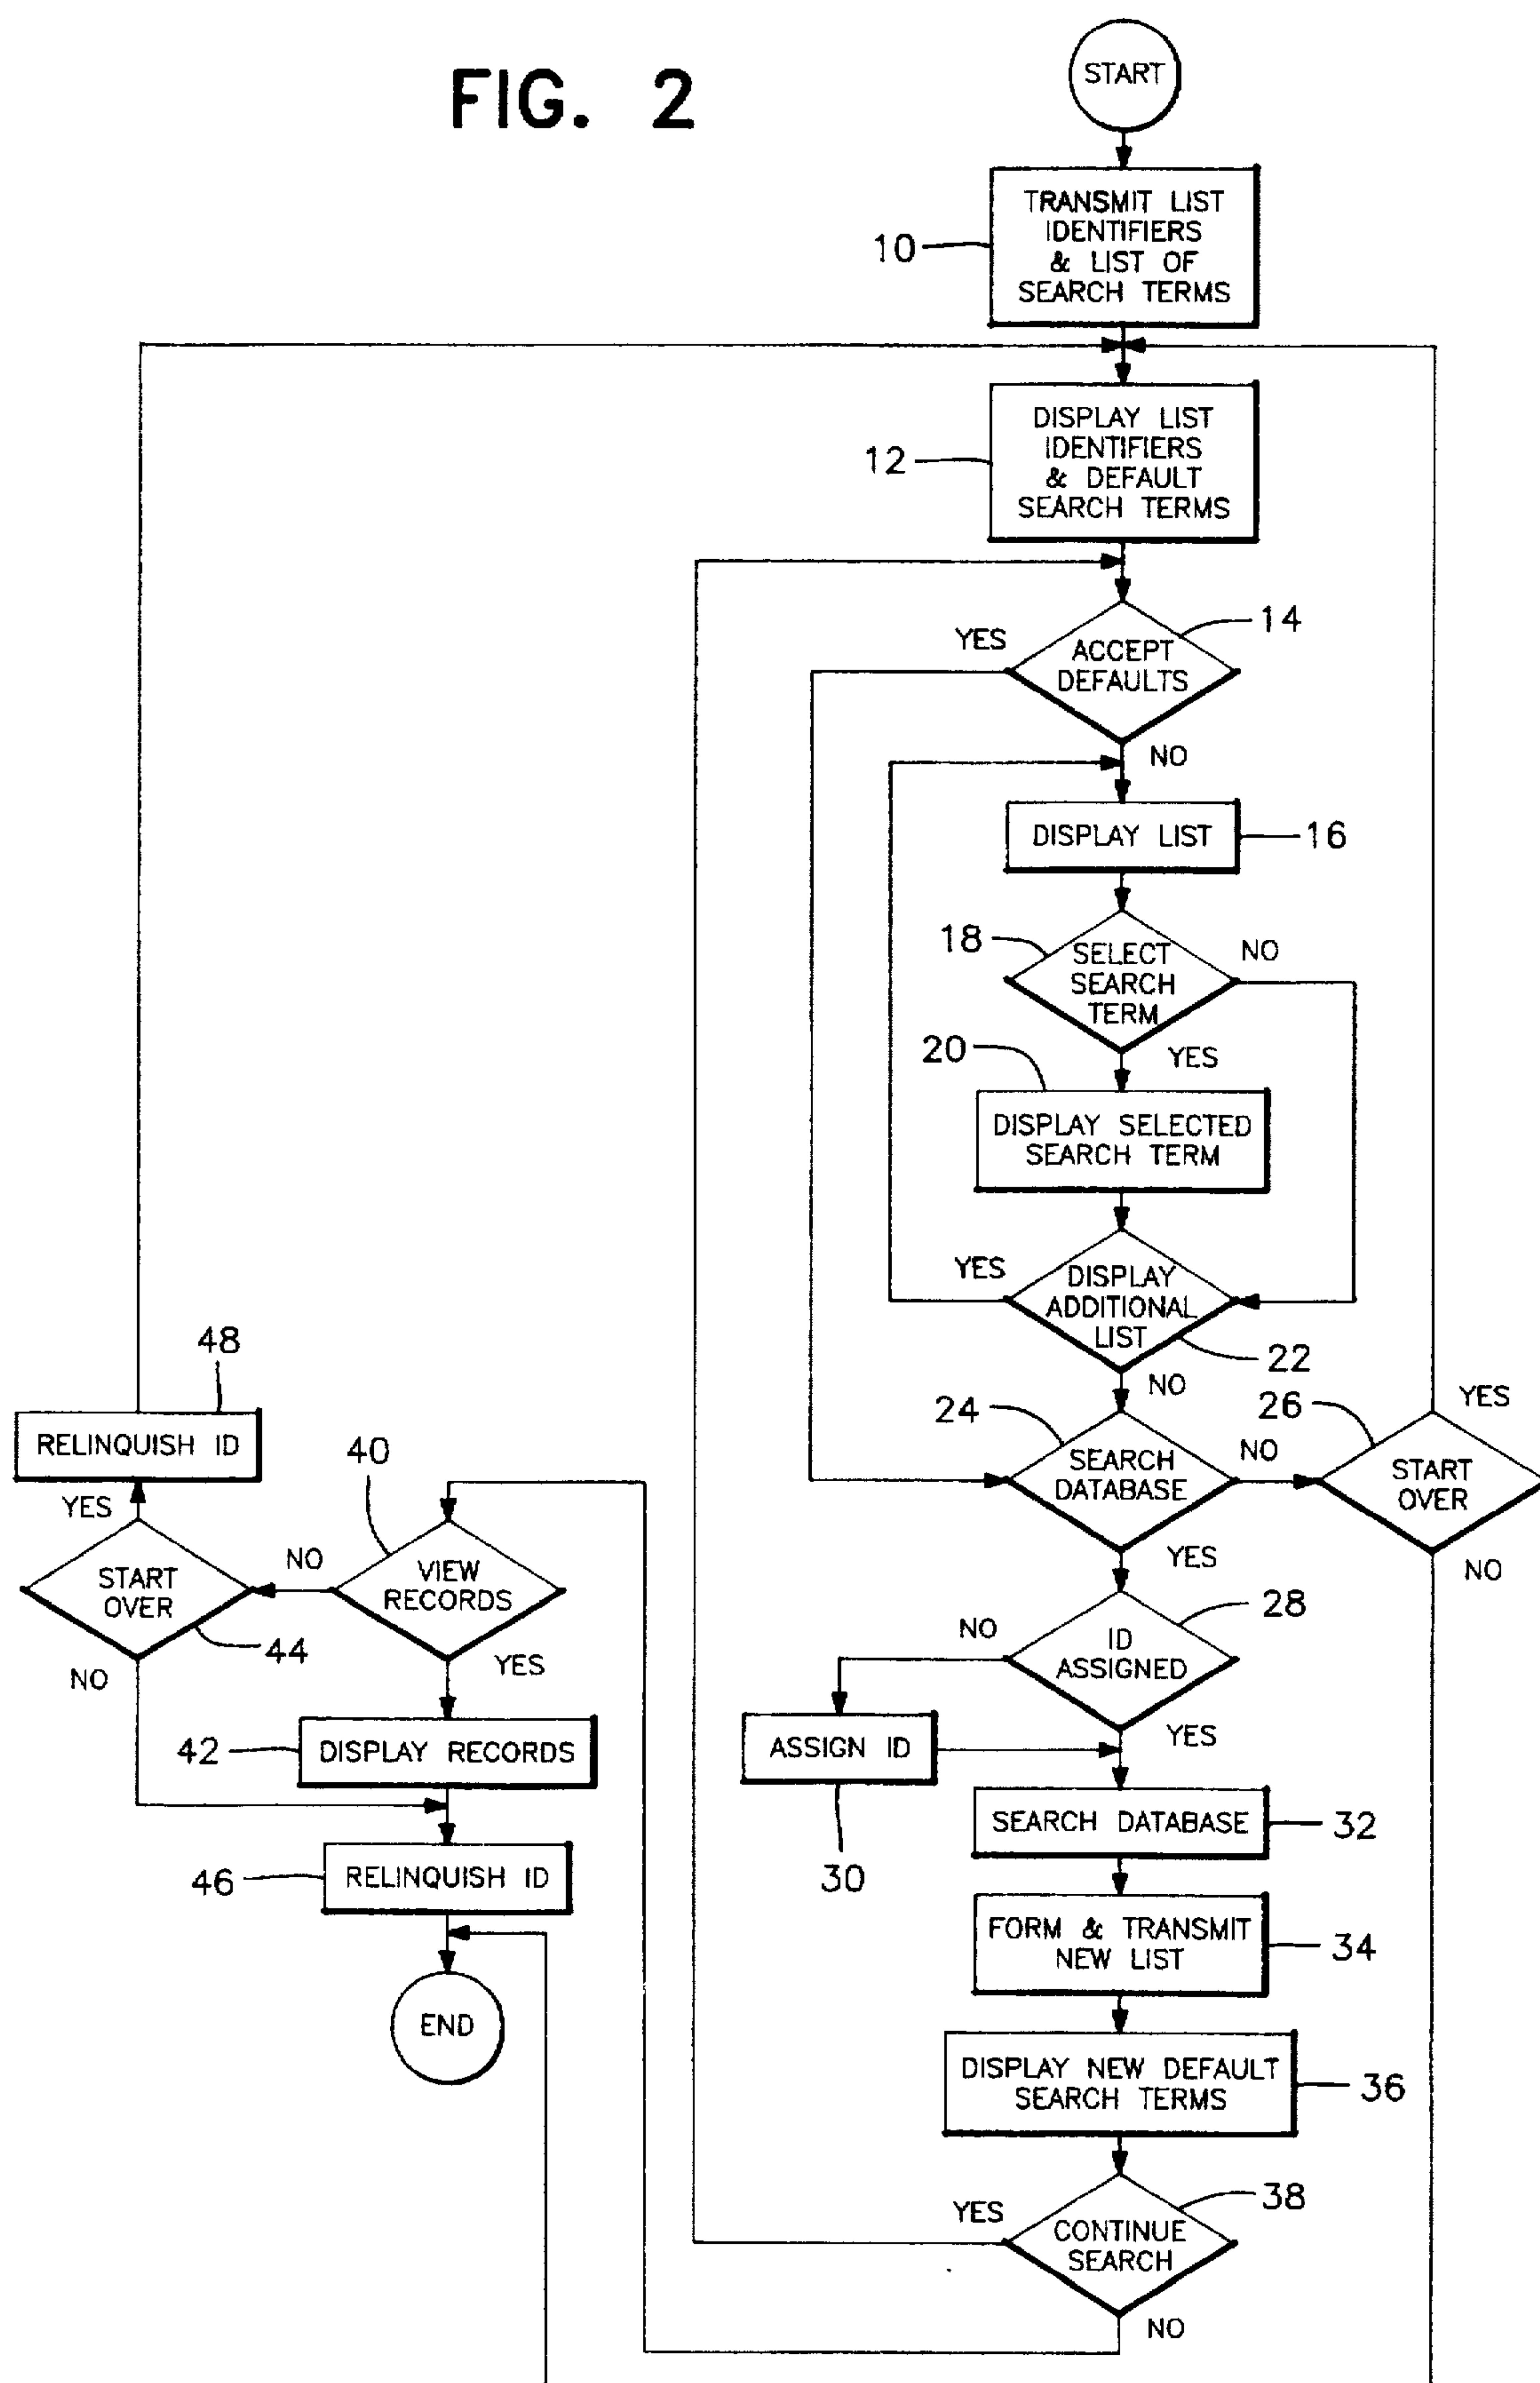 FIG. 2
START
10
TRANSMIT LIST
IDENTIFIERS
& LIST OF
SEARCH TERMS
12
DISPLAY LIST
IDENTIFIERS
& DEFAULT
SEARCH TERMS
14
YES
ACCEPT
DEFAULTS
NO
DISPLAY LIST
16
18
SELECT
SEARCH
TERM
NO
YES
20
DISPLAY SELECTED
SEARCH TERM
YES
DISPLAY
ADDITIONAL
LIST
22
NO
24
SEARCH
DATABASE
NO
YES
26
YES
START
OVER
NO
28
NO
ID
ASSIGNED
YES
ASSIGN ID
30
SEARCH DATABASE
32
FORM & TRANSMIT
NEW LIST
34
DISPLAY NEW DEFAULT
SEARCH TERMS
36
38
YES
CONTINUE
SEARCH
NO
40
VIEW
RECORDS
NO
YES
48
RELINQUISH ID
YES
START
OVER
44
NO
42
DISPLAY RECORDS
46
RELINQUISH ID
END